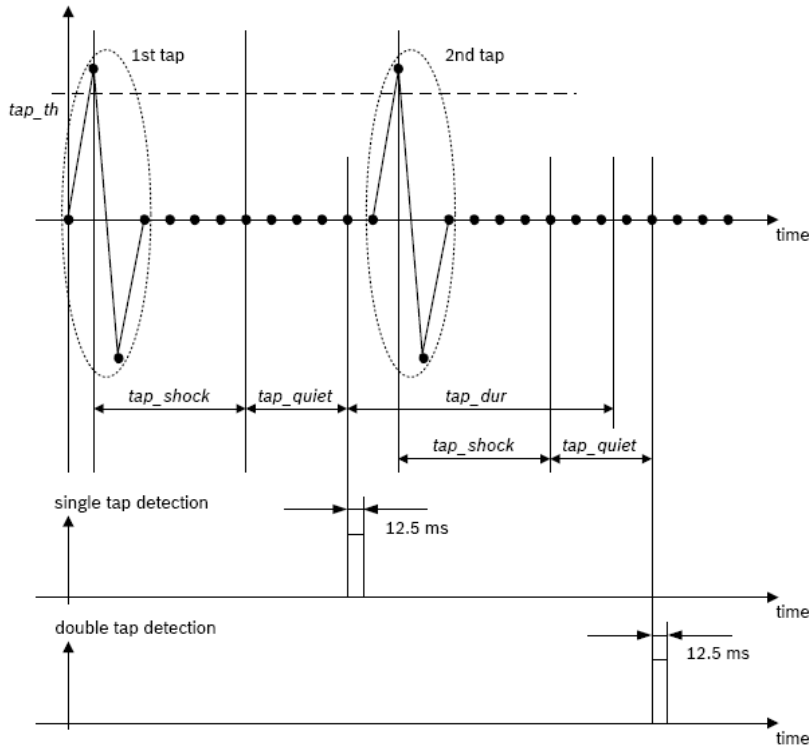 1st tap
2nd tap
tap_th
time
tap_shock
tap_quiet
tap_dur
tap_shock
tap_quiet
single tap detection
12.5 ms
time
double tap detection
12.5 ms
time